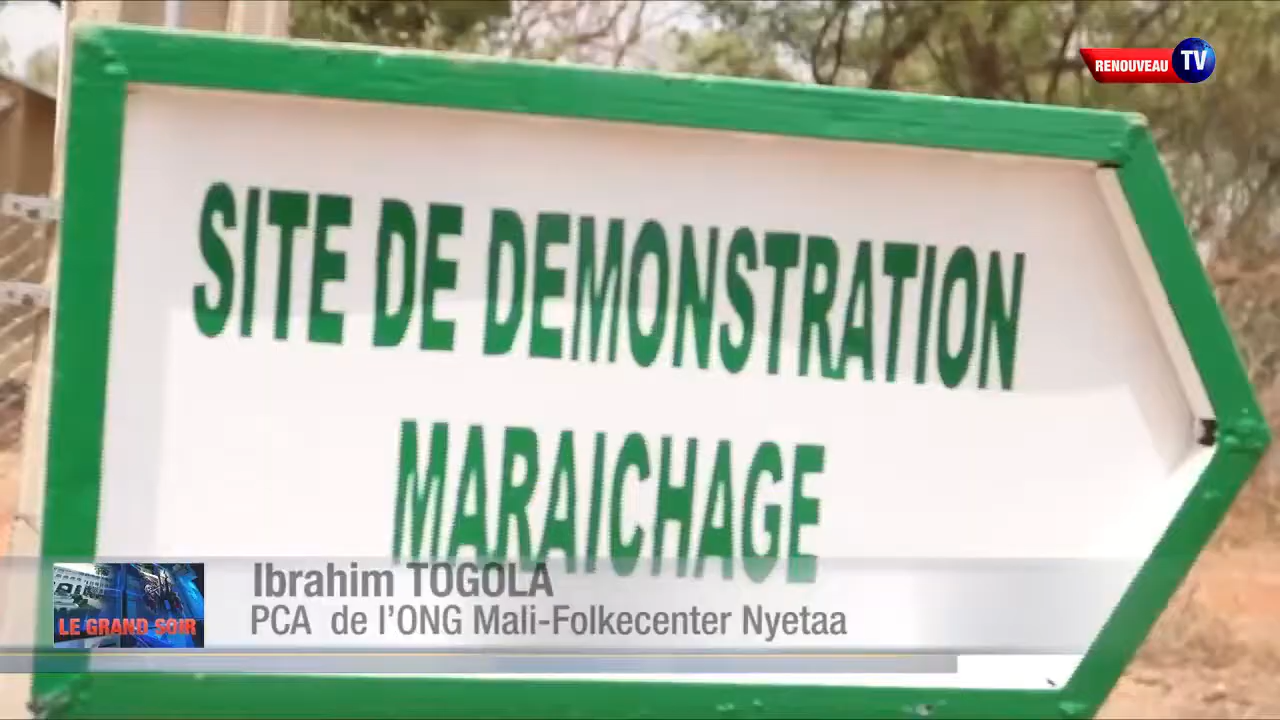 RENOUVEAU TV
SITE DE DEMONSTRATION
MARAICHAGE
Ibrahim TOGOLA
PCA de l'ONG Mali-Folkecenter Nyetaa
LE GRAND SOIR